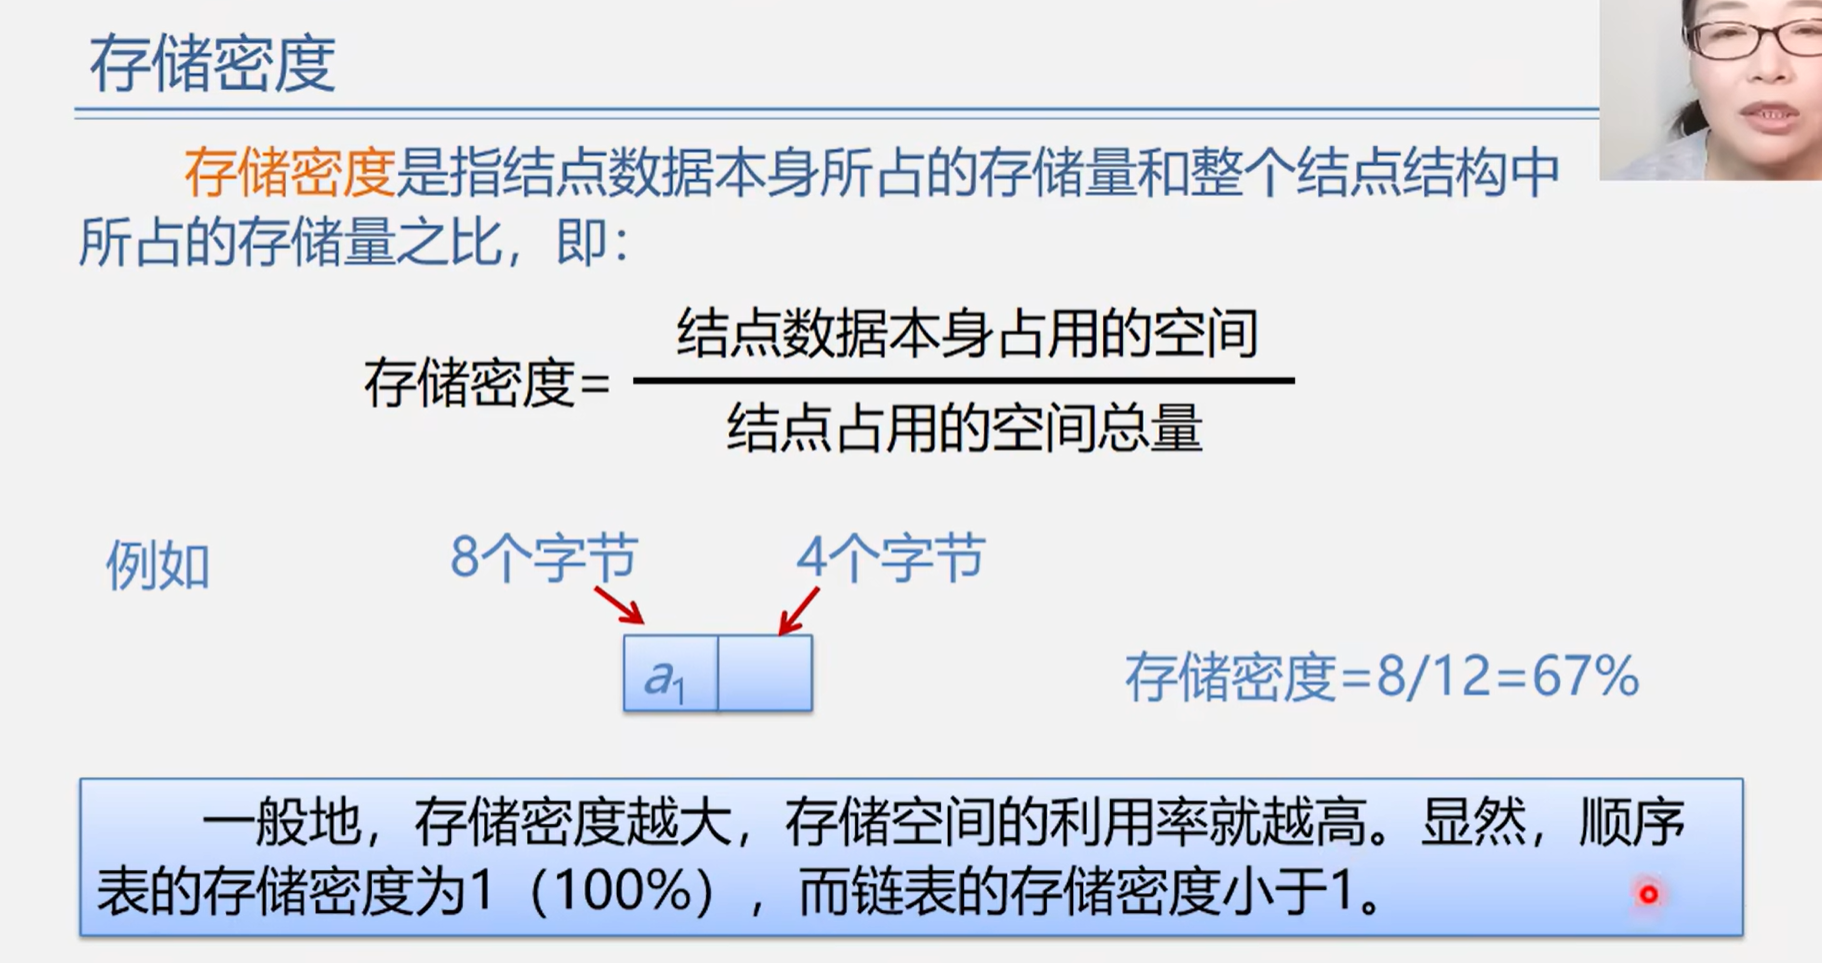 存储密度
存储密度是指结点数据本身所占的存储量和整个结点结构中
所占的存储量之比，即：
结点数据本身占用的空间
存储密度=
结点占用的空间总量
例如
8个字节
4个字节
a1
存储密度=8/12=67%
一般地，存储密度越大，存储空间的利用率就越高。显然，顺序
表的存储密度为1（100%），而链表的存储密度小于1。